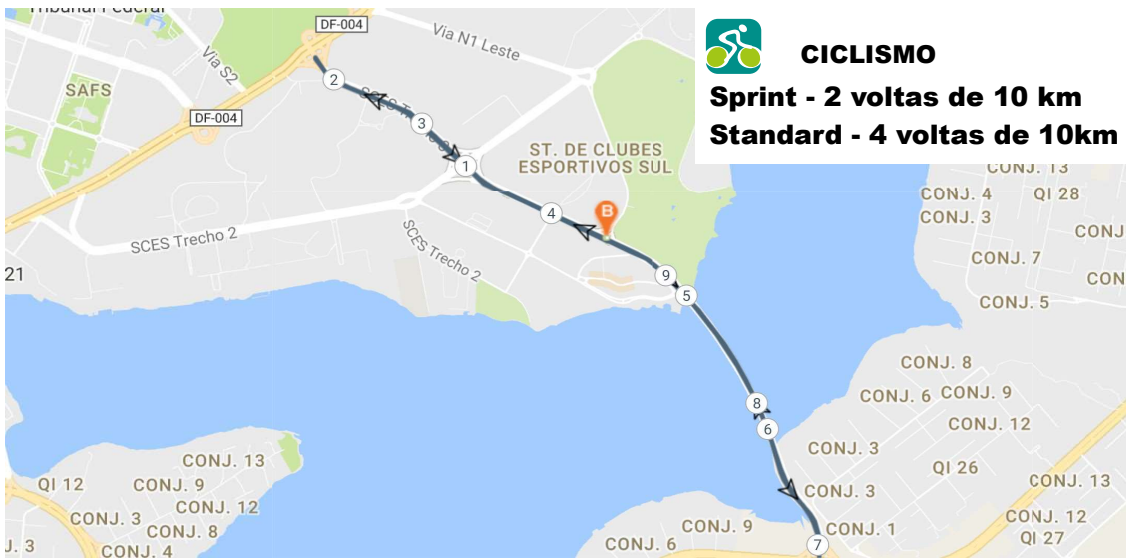 Tribunal Federal
DF-004
Via N1 Leste
Via S2
SAFS
DF-004
2
3
1
4
B
9
5
8
6
7
ST. DE CLUBES
ESPORTIVOS SUL
SCES Trecho 2
SCES Trecho 2
21
CICLISMO
Sprint - 2 voltas de 10 km
Standard - 4 voltas de 10km
CONJ. 13
CONJ. 4
QI 28
CONJ. 3
CONJ
CONJ. 7
CON
CONJ. 5
CONJ. 8
CONJ. 6
CONJ. 9
CONJ. 12
CONJ. 3
QI 26
CONJ. 3
CONJ. 13
CONJ. 1
CONJ. 12
QI 27
CONJ. 9
CONJ. 6
CONJ. 13
QI 12
CONJ. 9
CONJ. 12
CONJ. 3
CONJ. 8
J. 3
CONJ. 4